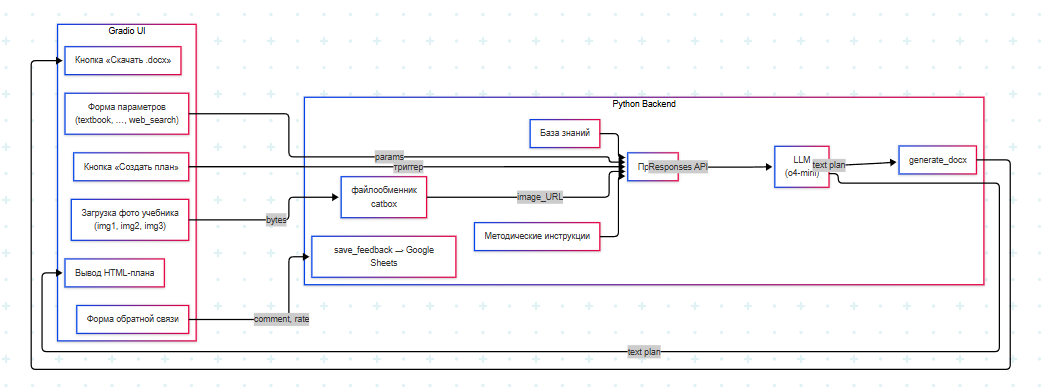 Gradio UI
Кнопка «Скачать .docx»
Форма параметров
(textbook, ..., web_search)
Кнопка «Создать план»
Загрузка фото учебника
(img1, img2, img3)
Вывод HTML-плана
Форма обратной связи
params
триггер
bytes
comment, rate
Python Backend
База знаний
файлообменник
catbox
image_URL
Методические инструкции
save_feedback → Google
Sheets
Responses API
LLM
(o4-mini)
text plan
generate_docx
text plan